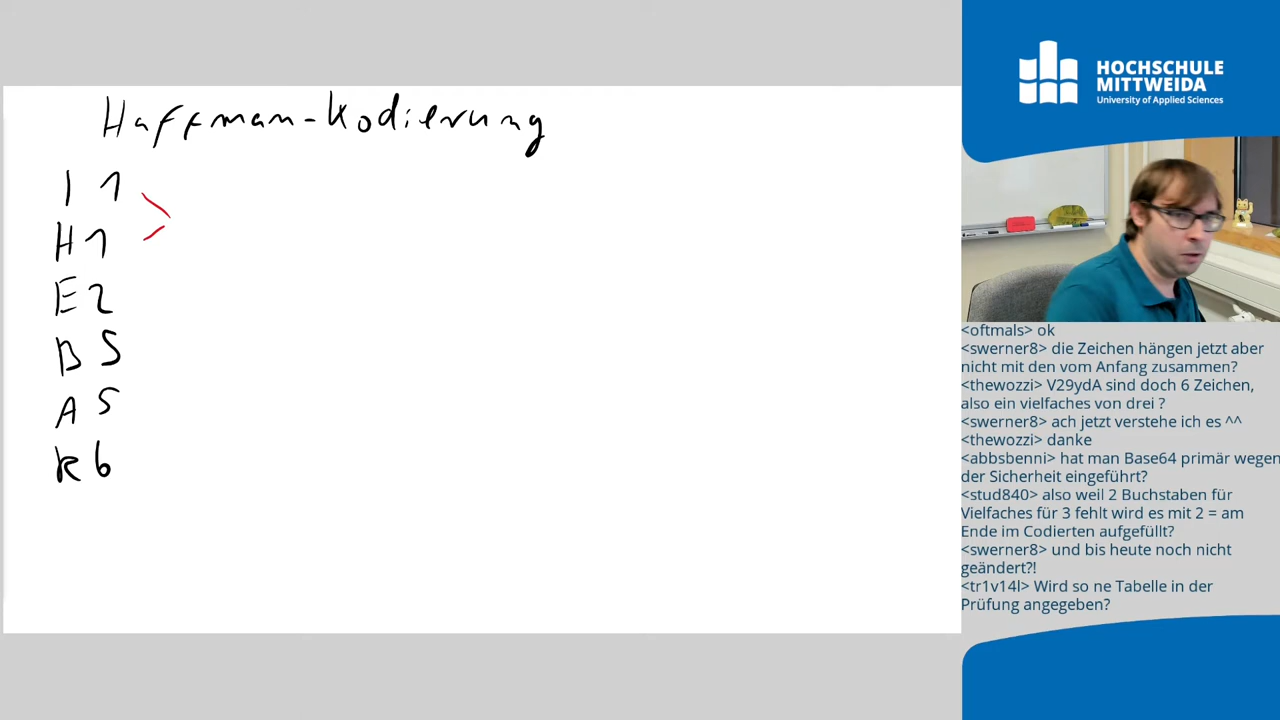 Haffman-Kodierung
I 1
H 1
E 2
B 5
A 5
R 6
HOCHSCHULE
MITTWEIDA
University of Applied Sciences
<oftmals> ok
<swerner8> die Zeichen hängen jetzt aber
nicht mit den vom Anfang zusammen?
<thewozzi> V29ydA sind doch 6 Zeichen,
also ein vielfaches von drei ?
<swerner8> ach jetzt verstehe ich es ^^
<thewozzi> danke
<abbsbenni> hat man Base64 primär wegen
der Sicherheit eingeführt?
<stud840> also weil 2 Buchstaben für
Vielfaches für 3 fehlt wird es mit 2 = am
Ende im Codierten aufgefüllt?
<swerner8> und bis heute noch nicht
geändert?!
<tr1v14l> Wird so ne Tabelle in der
Prüfung angegeben?